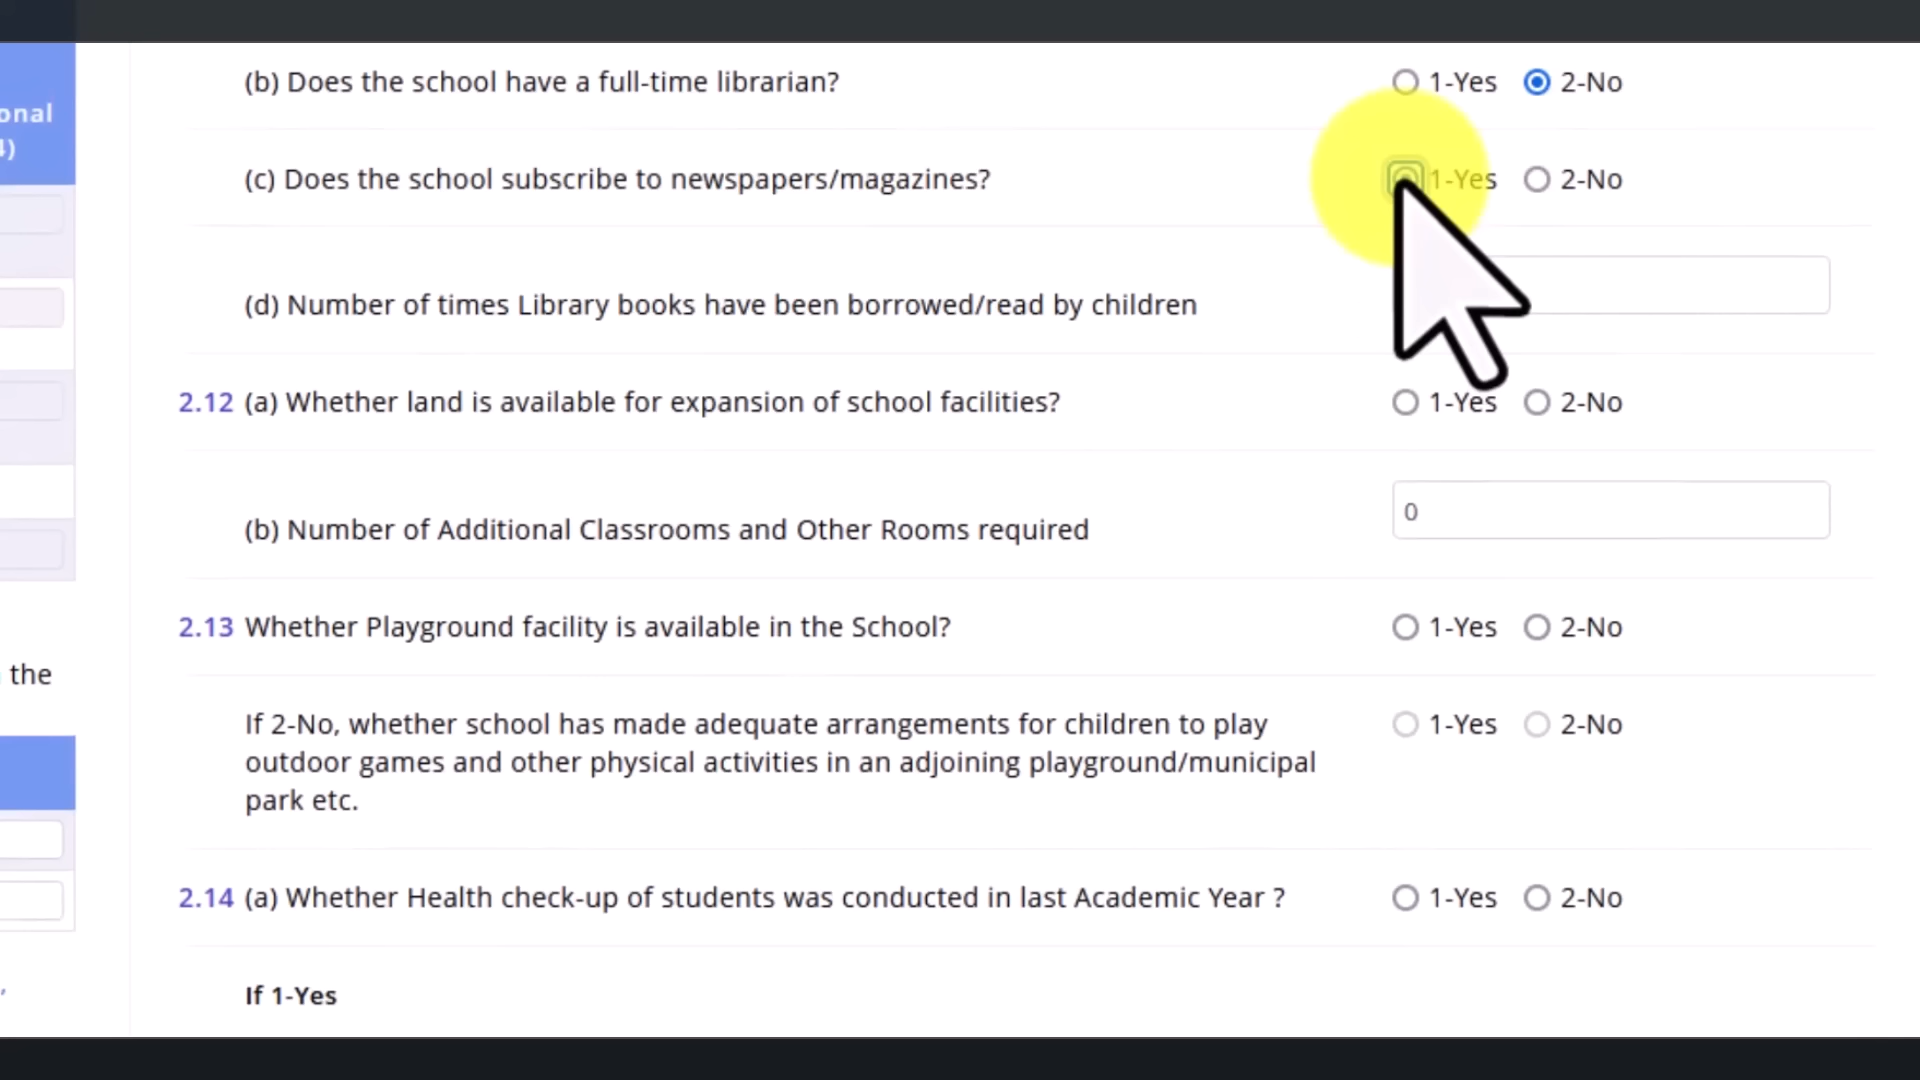 onal
4)
the
(b) Does the school have a full-time librarian? 1-Yes 2-No
(c) Does the school subscribe to newspapers/magazines? 1-Yes 2-No
(d) Number of times Library books have been borrowed/read by children
2.12 (a) Whether land is available for expansion of school facilities? 1-Yes 2-No
(b) Number of Additional Classrooms and Other Rooms required 0
2.13 Whether Playground facility is available in the School? 1-Yes 2-No
If 2-No, whether school has made adequate arrangements for children to play 1-Yes 2-No
outdoor games and other physical activities in an adjoining playground/municipal
park etc.
2.14 (a) Whether Health check-up of students was conducted in last Academic Year ? 1-Yes 2-No
If 1-Yes